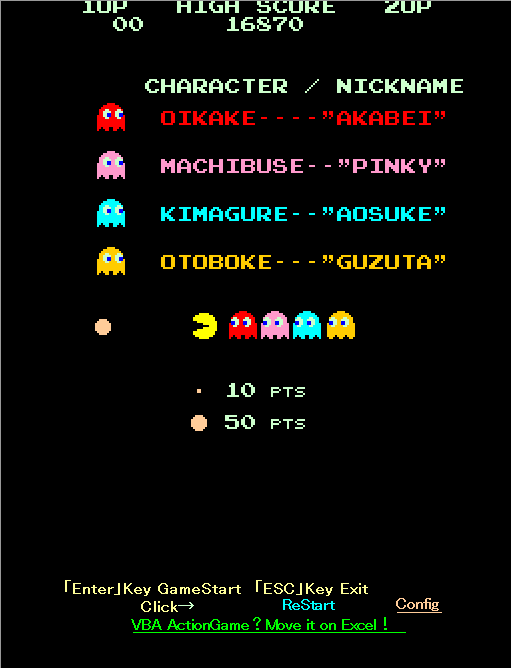 1UP HIGH SCORE 2UP
00 16870
CHARACTER / NICKNAME
OIKAKE----”AKABEI”
MACHIBUSE--”PINKY”
KIMAGURE--”AOSUKE”
OTOBOKE---”GUZUTA”
10 PTS
50 PTS
「Enter」Key GameStart 「ESC」Key Exit
Click→ ReStart Config
VBA ActionGame？Move it on Excel！